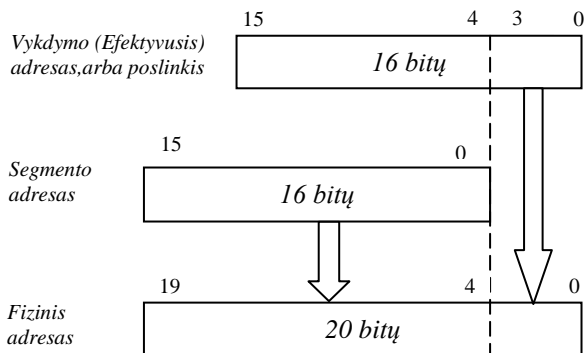 15 4 3 0
Vykdymo (Efektyvusis)
adresas,arba poslinkis
16 bitų
15 0
Segmento
adresas
16 bitų
19 4 0
Fizinis
adresas
20 bitų